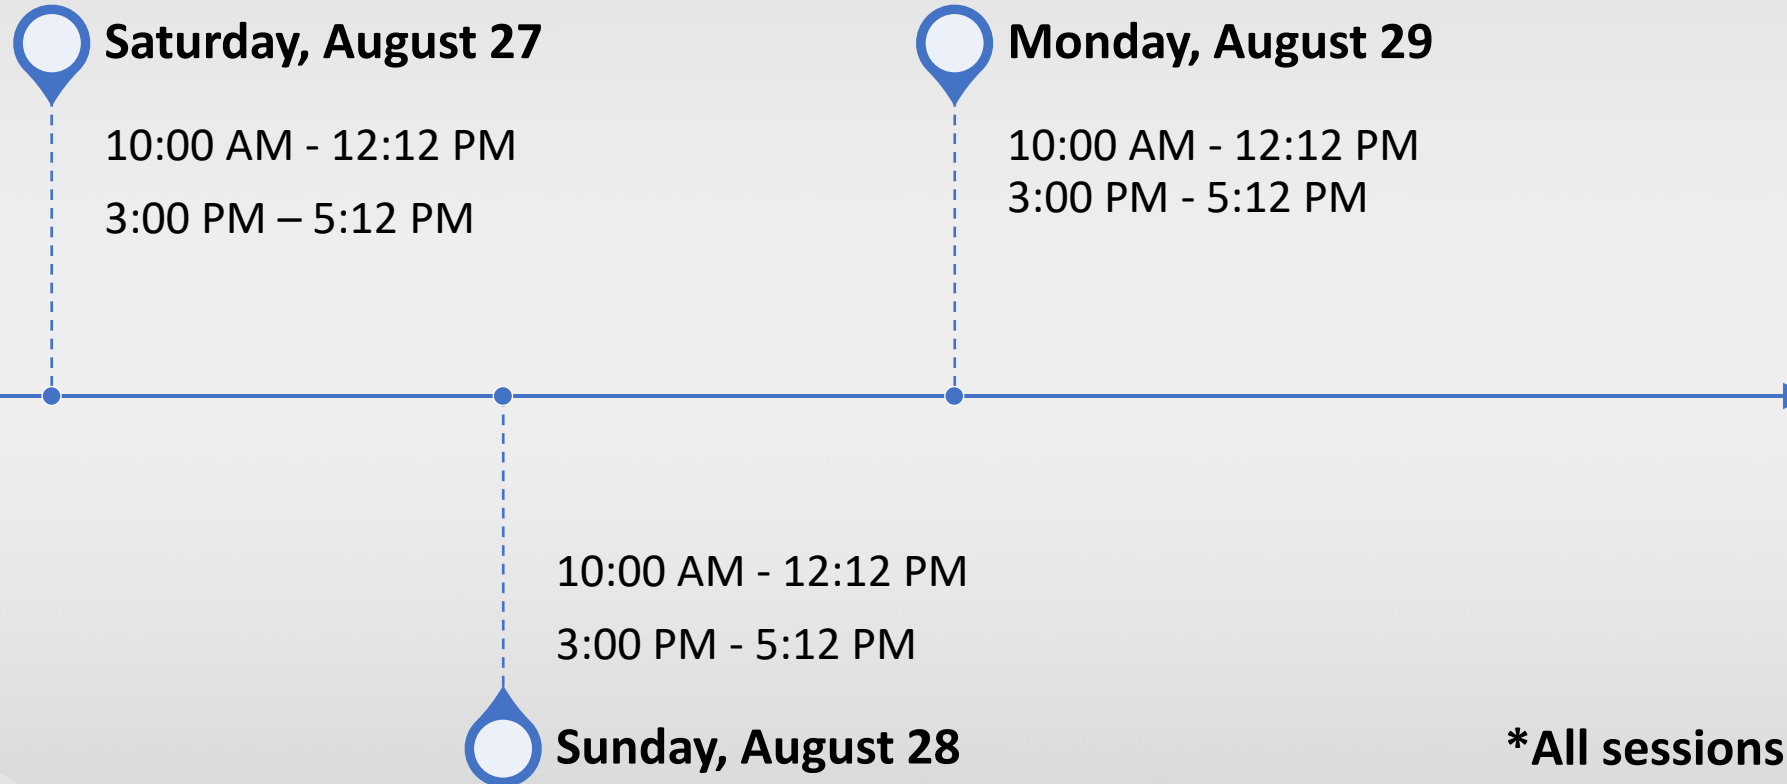 Saturday, August 27
10:00 AM - 12:12 PM
3:00 PM – 5:12 PM
Monday, August 29
10:00 AM - 12:12 PM
3:00 PM - 5:12 PM
10:00 AM - 12:12 PM
3:00 PM - 5:12 PM
Sunday, August 28
*All sessions